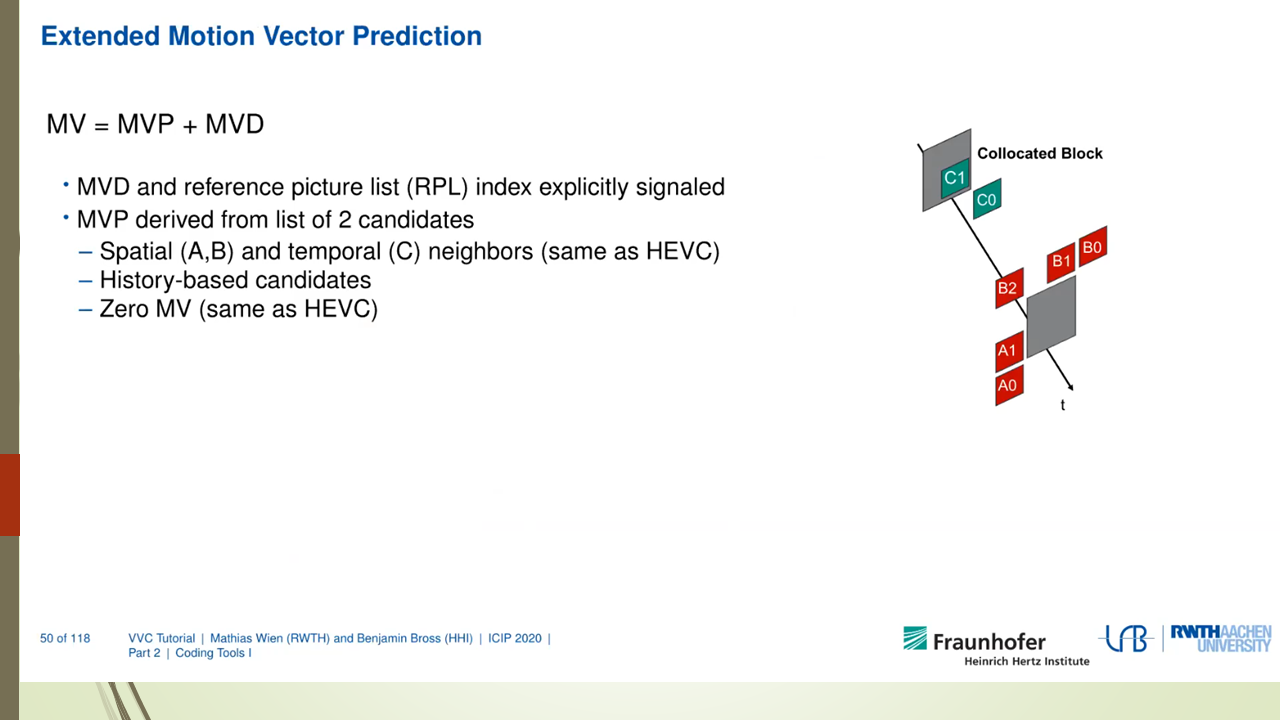 Extended Motion Vector Prediction
MV = MVP + MVD
• MVD and reference picture list (RPL) index explicitly signaled
• MVP derived from list of 2 candidates
– Spatial (A,B) and temporal (C) neighbors (same as HEVC)
– History-based candidates
– Zero MV (same as HEVC)
Collocated Block
C1
C0
B0
B1
B2
A1
A0
t
50 of 118
VVC Tutorial | Mathias Wien (RWTH) and Benjamin Bross (HHI) | ICIP 2020 |
Part 2 | Coding Tools I
Fraunhofer
Heinrich Hertz Institute
LFB
RWTHAACHEN
UNIVERSITY